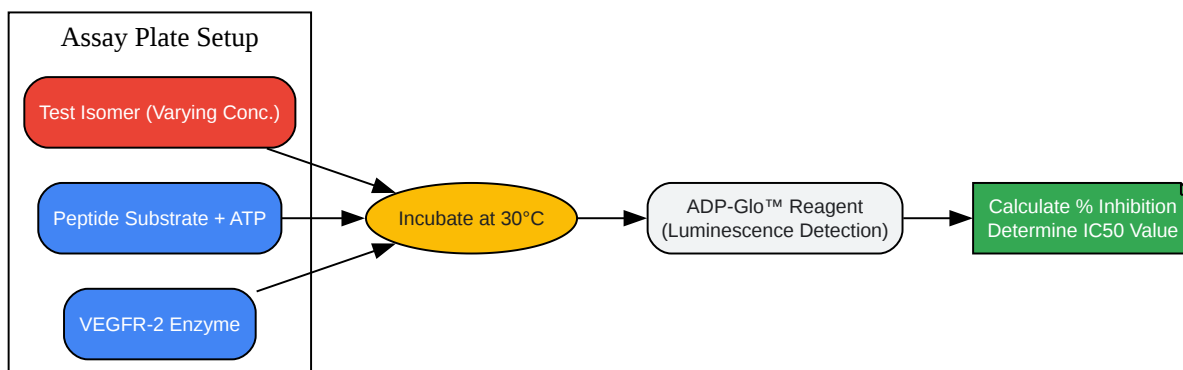 Assay Plate Setup
Test Isomer (Varying Conc.)
Peptide Substrate + ATP
VEGFR-2 Enzyme
Incubate at 30°C
ADP-Glo™ Reagent
(Luminescence Detection)
Calculate % Inhibition
Determine IC50 Value